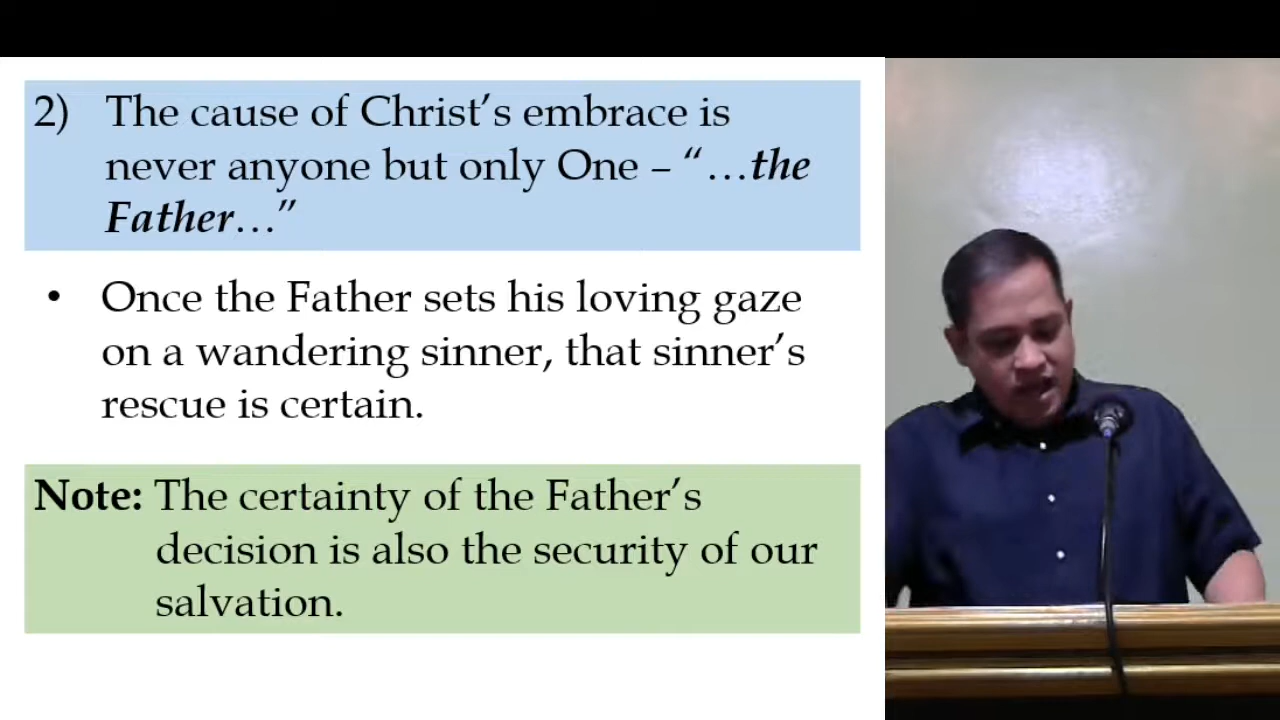 2) The cause of Christ’s embrace is
never anyone but only One – “…the
Father…”
• Once the Father sets his loving gaze
on a wandering sinner, that sinner’s
rescue is certain.
Note: The certainty of the Father’s
decision is also the security of our
salvation.